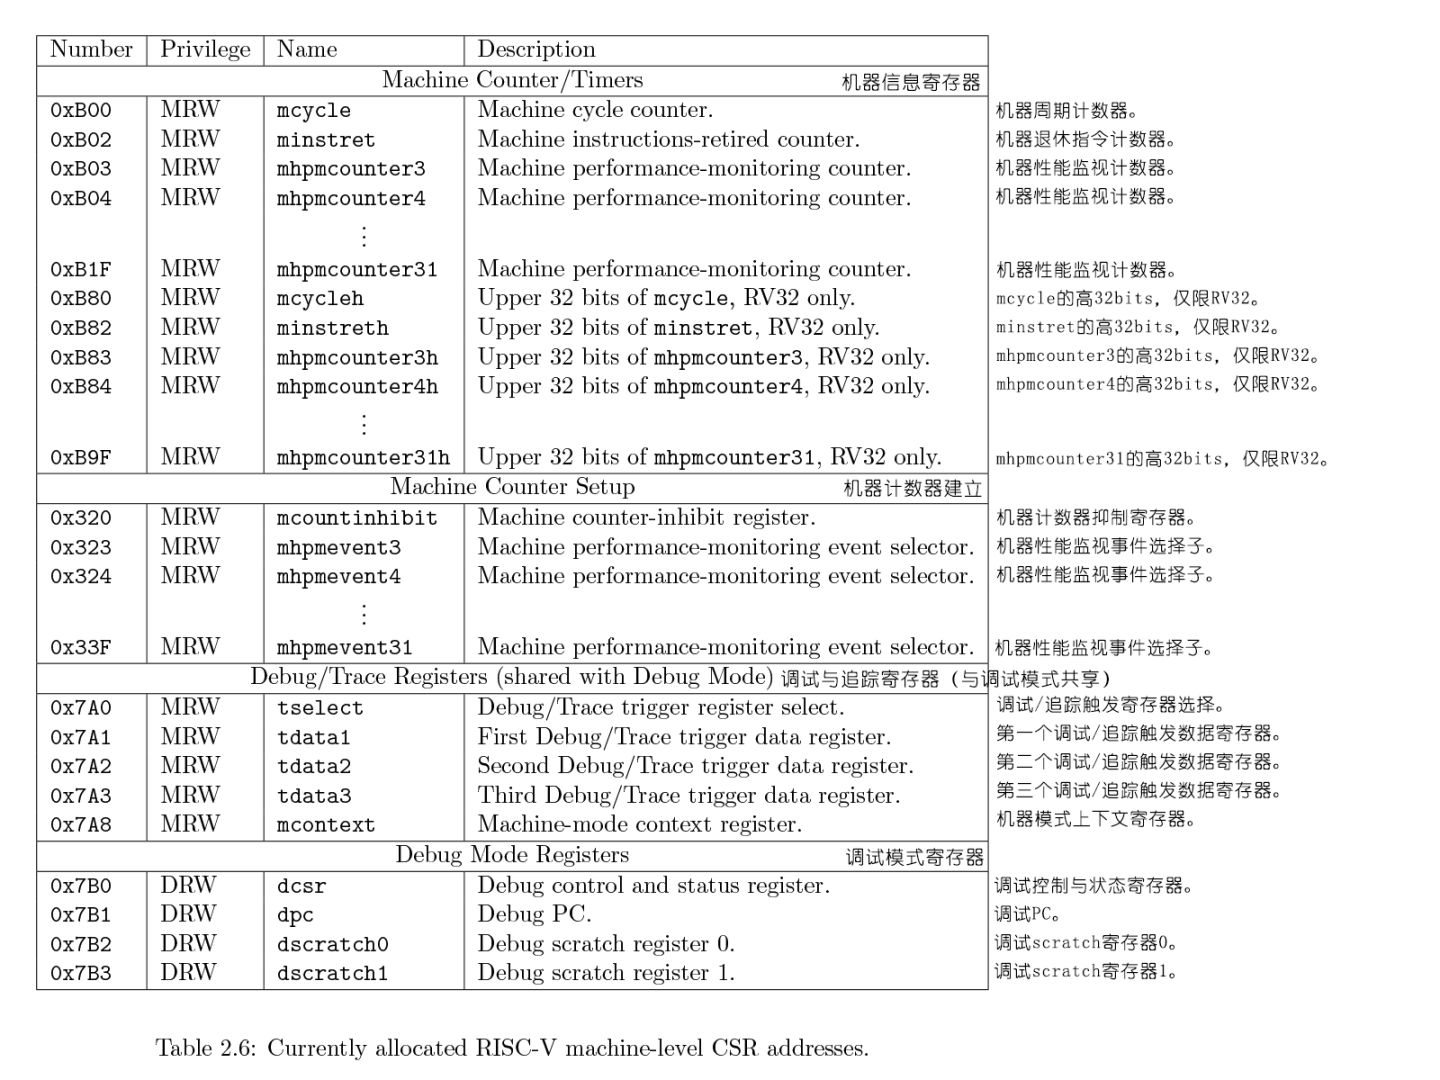 Number Privilege Name Description
Machine Counter/Timers 机器信息寄存器
0xB00 MRW mcycle Machine cycle counter. 机器周期计数器。
0xB02 MRW minstret Machine instructions-retired counter. 机器退休指令计数器。
0xB03 MRW mhpmcounter3 Machine performance-monitoring counter. 机器性能监视计数器。
0xB04 MRW mhpmcounter4 Machine performance-monitoring counter. 机器性能监视计数器。
⋮
0xB1F MRW mhpmcounter31 Machine performance-monitoring counter. 机器性能监视计数器。
0xB80 MRW mcycleh Upper 32 bits of mcycle, RV32 only. mcycle的高32bits，仅限RV32。
0xB82 MRW minstreth Upper 32 bits of minstret, RV32 only. minstret的高32bits，仅限RV32。
0xB83 MRW mhpmcounter3h Upper 32 bits of mhpmcounter3, RV32 only. mhpmcounter3的高32bits，仅限RV32。
0xB84 MRW mhpmcounter4h Upper 32 bits of mhpmcounter4, RV32 only. mhpmcounter4的高32bits，仅限RV32。
⋮
0xB9F MRW mhpmcounter31h Upper 32 bits of mhpmcounter31, RV32 only. mhpmcounter31的高32bits，仅限RV32。
Machine Counter Setup 机器计数器建立
0x320 MRW mcountinhibit Machine counter-inhibit register. 机器计数器抑制寄存器。
0x323 MRW mhpmevent3 Machine performance-monitoring event selector. 机器性能监视事件选择子。
0x324 MRW mhpmevent4 Machine performance-monitoring event selector. 机器性能监视事件选择子。
⋮
0x33F MRW mhpmevent31 Machine performance-monitoring event selector. 机器性能监视事件选择子。
Debug/Trace Registers (shared with Debug Mode) 调试与追踪寄存器（与调试模式共享）
0x7A0 MRW tselect Debug/Trace trigger register select. 调试/追踪触发寄存器选择。
0x7A1 MRW tdata1 First Debug/Trace trigger data register. 第一个调试/追踪触发数据寄存器。
0x7A2 MRW tdata2 Second Debug/Trace trigger data register. 第二个调试/追踪触发数据寄存器。
0x7A3 MRW tdata3 Third Debug/Trace trigger data register. 第三个调试/追踪触发数据寄存器。
0x7A8 MRW mcontext Machine-mode context register. 机器模式上下文寄存器。
Debug Mode Registers 调试模式寄存器
0x7B0 DRW dcsr Debug control and status register. 调试控制与状态寄存器。
0x7B1 DRW dpc Debug PC. 调试PC。
0x7B2 DRW dscratch0 Debug scratch register 0. 调试scratch寄存器0。
0x7B3 DRW dscratch1 Debug scratch register 1. 调试scratch寄存器1。
Table 2.6: Currently allocated RISC-V machine-level CSR addresses.